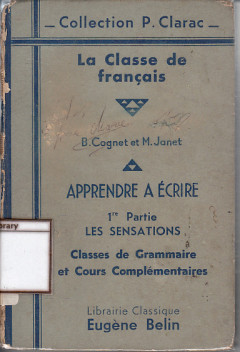 — Collection P. Clarac —
La Classe de
français
B. Cognet et M. Janet
APPRENDRE A ÉCRIRE
1re Partie
LES SENSATIONS
Classes de Grammaire
et Cours Complémentaires
Librairie Classique
Eugène Belin